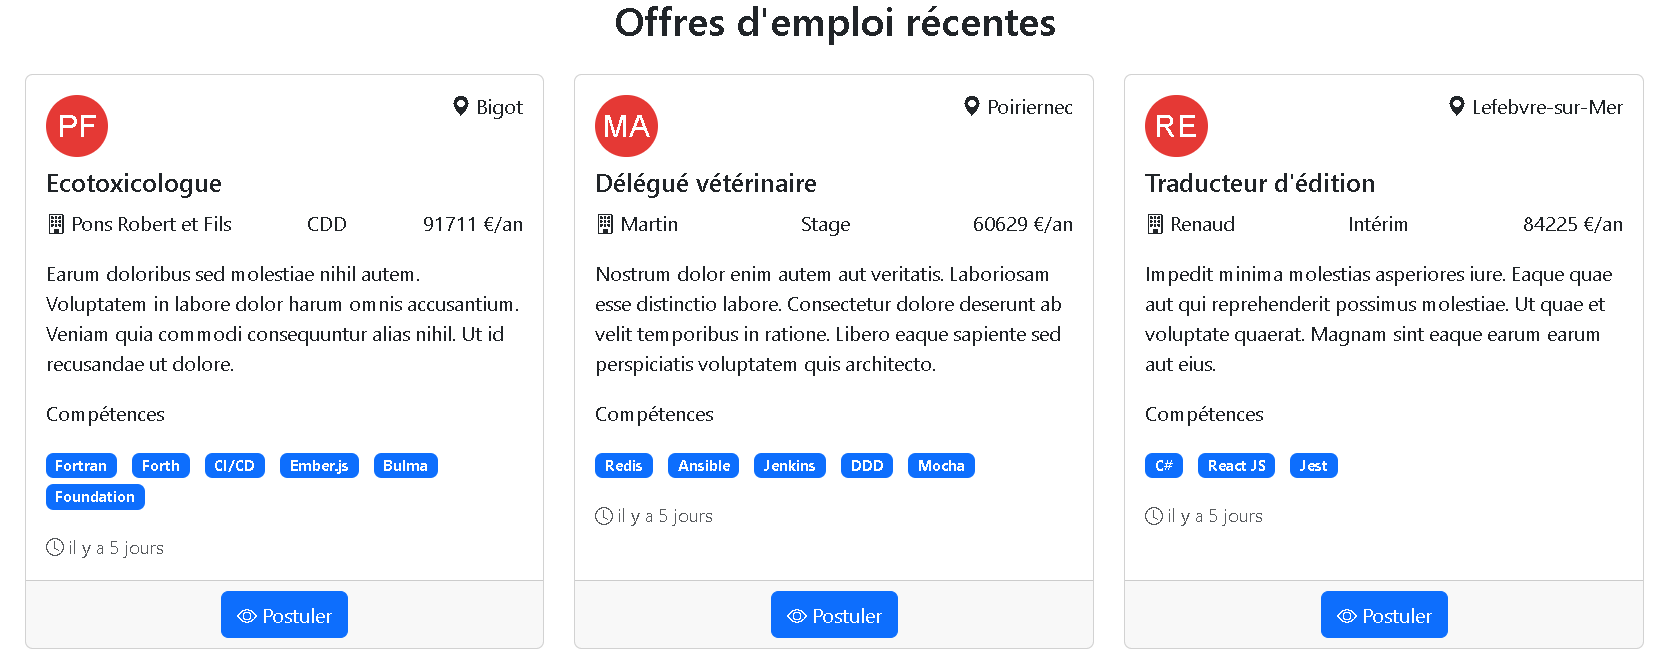 Offres d'emploi récentes
PF
Bigot
Ecotoxicologue
Pons Robert et Fils CDD 91711 €/an
Earum doloribus sed molestiae nihil autem.
Voluptatem in labore dolor harum omnis accusantium.
Veniam quia commodi consequuntur alias nihil. Ut id
recusandae ut dolore.
Compétences
Fortran Forth CI/CD Ember.js Bulma
Foundation
il y a 5 jours
Postuler
MA
Poiriernec
Délégué vétérinaire
Martin Stage 60629 €/an
Nostrum dolor enim autem aut veritatis. Laboriosam
esse distinctio labore. Consectetur dolore deserunt ab
velit temporibus in ratione. Libero eaque sapiente sed
perspiciatis voluptatem quis architecto.
Compétences
Redis Ansible Jenkins DDD Mocha
il y a 5 jours
Postuler
RE
Lefebvre-sur-Mer
Traducteur d'édition
Renaud Intérim 84225 €/an
Impedit minima molestias asperiores iure. Eaque quae
aut qui reprehenderit possimus molestiae. Ut quae et
voluptate quaerat. Magnam sint eaque earum earum
aut eius.
Compétences
C# React JS Jest
il y a 5 jours
Postuler